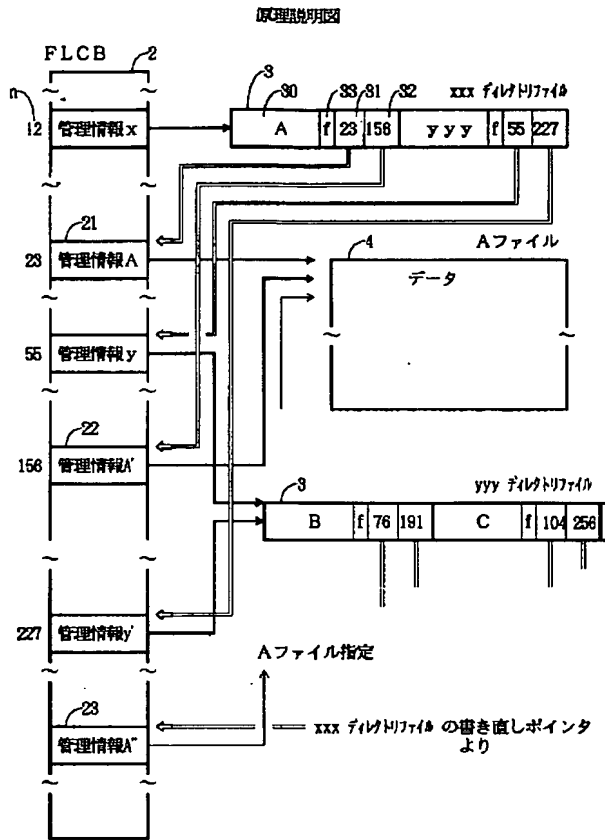 原理説明図
FLCB
2
n
12
管理情報x
3
30
33
31
32
xxx ディレクトリファイル
A
f
23
156
yyy
f
55
227
21
23
管理情報A
4
Aファイル
データ
55
管理情報y
22
156
管理情報A'
3
yyy ディレクトリファイル
B
f
76
191
C
f
104
256
227
管理情報y'
Aファイル指定
23
管理情報A"
xxx ディレクトリファイル の書き直しポインタ
より